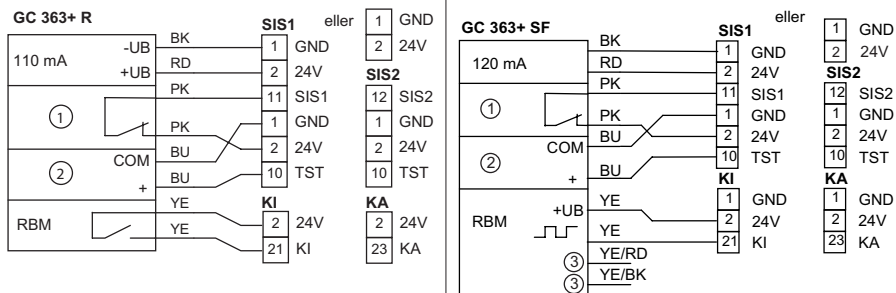 GC 363+ R
SIS1
eller
1 GND
2 24V
110 mA
-UB BK 1 GND
+UB RD 2 24V
SIS2
PK 11 SIS1
12 SIS2
1
1 GND
1 GND
PK 2 24V
2 24V
2
COM BU
+ BU 10 TST
10 TST
KI
KA
RBM
YE 2 24V
2 24V
YE 21 KI
23 KA
GC 363+ SF
SIS1
eller
1 GND
2 24V
120 mA
BK 1 GND
RD 2 24V
SIS2
PK 11 SIS1
12 SIS2
1
1 GND
1 GND
PK 2 24V
2 24V
2
COM BU
+ BU 10 TST
10 TST
KI
KA
1 GND
1 GND
RBM
+UB YE 2 24V
2 24V
YE 21 KI
23 KA
3 YE/RD
3 YE/BK